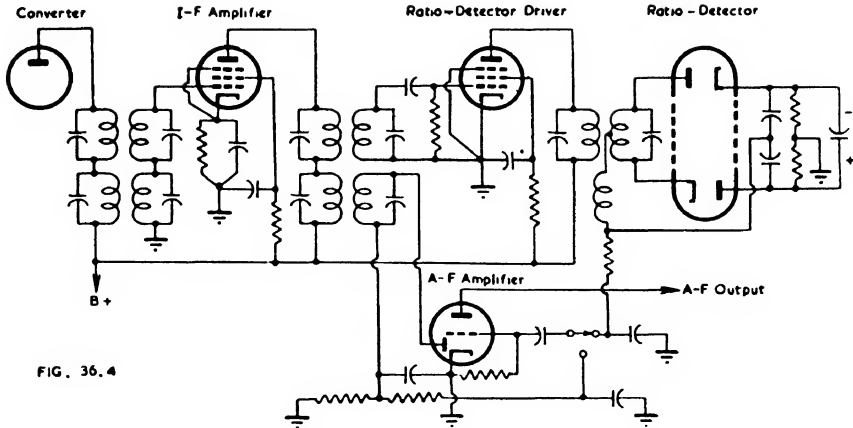 Converter
I-F Amplifier
Ratio-Detector Driver
Ratio-Detector
-
+
A-F Amplifier
A-F Output
B+
FIG. 36.4